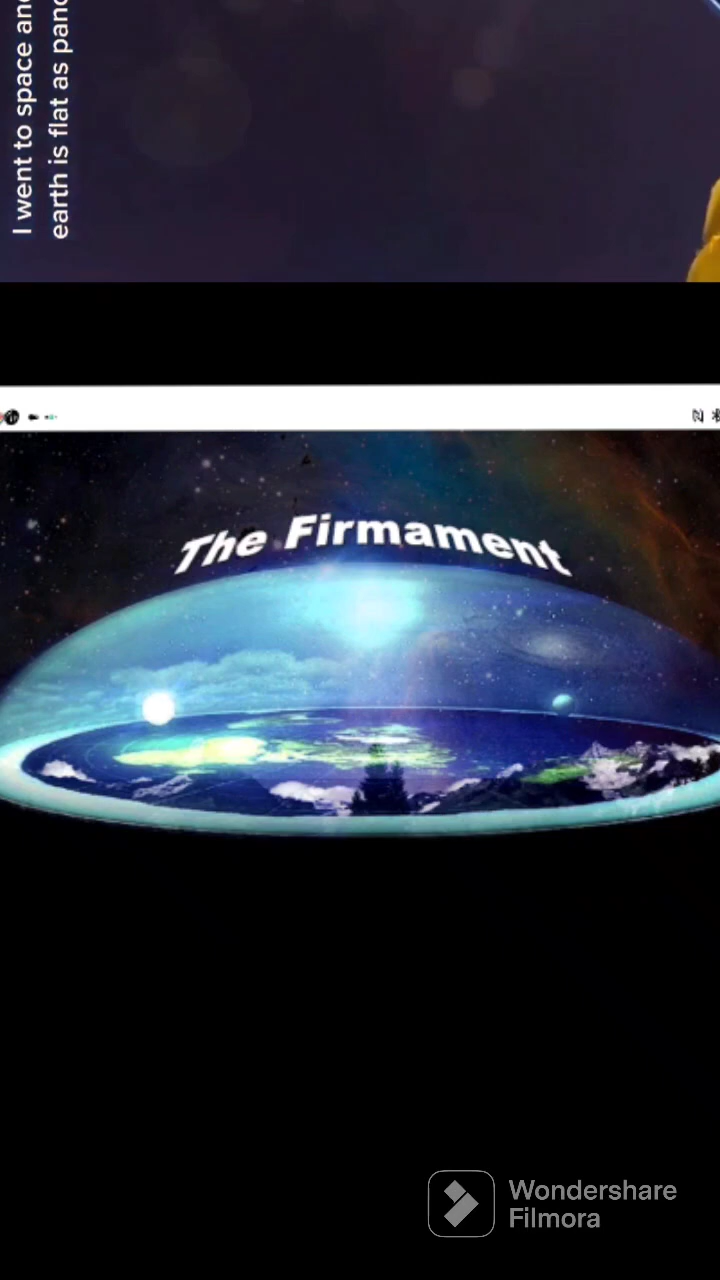 I went to space and
earth is flat as
The Firmament
Wondershare
Filmora